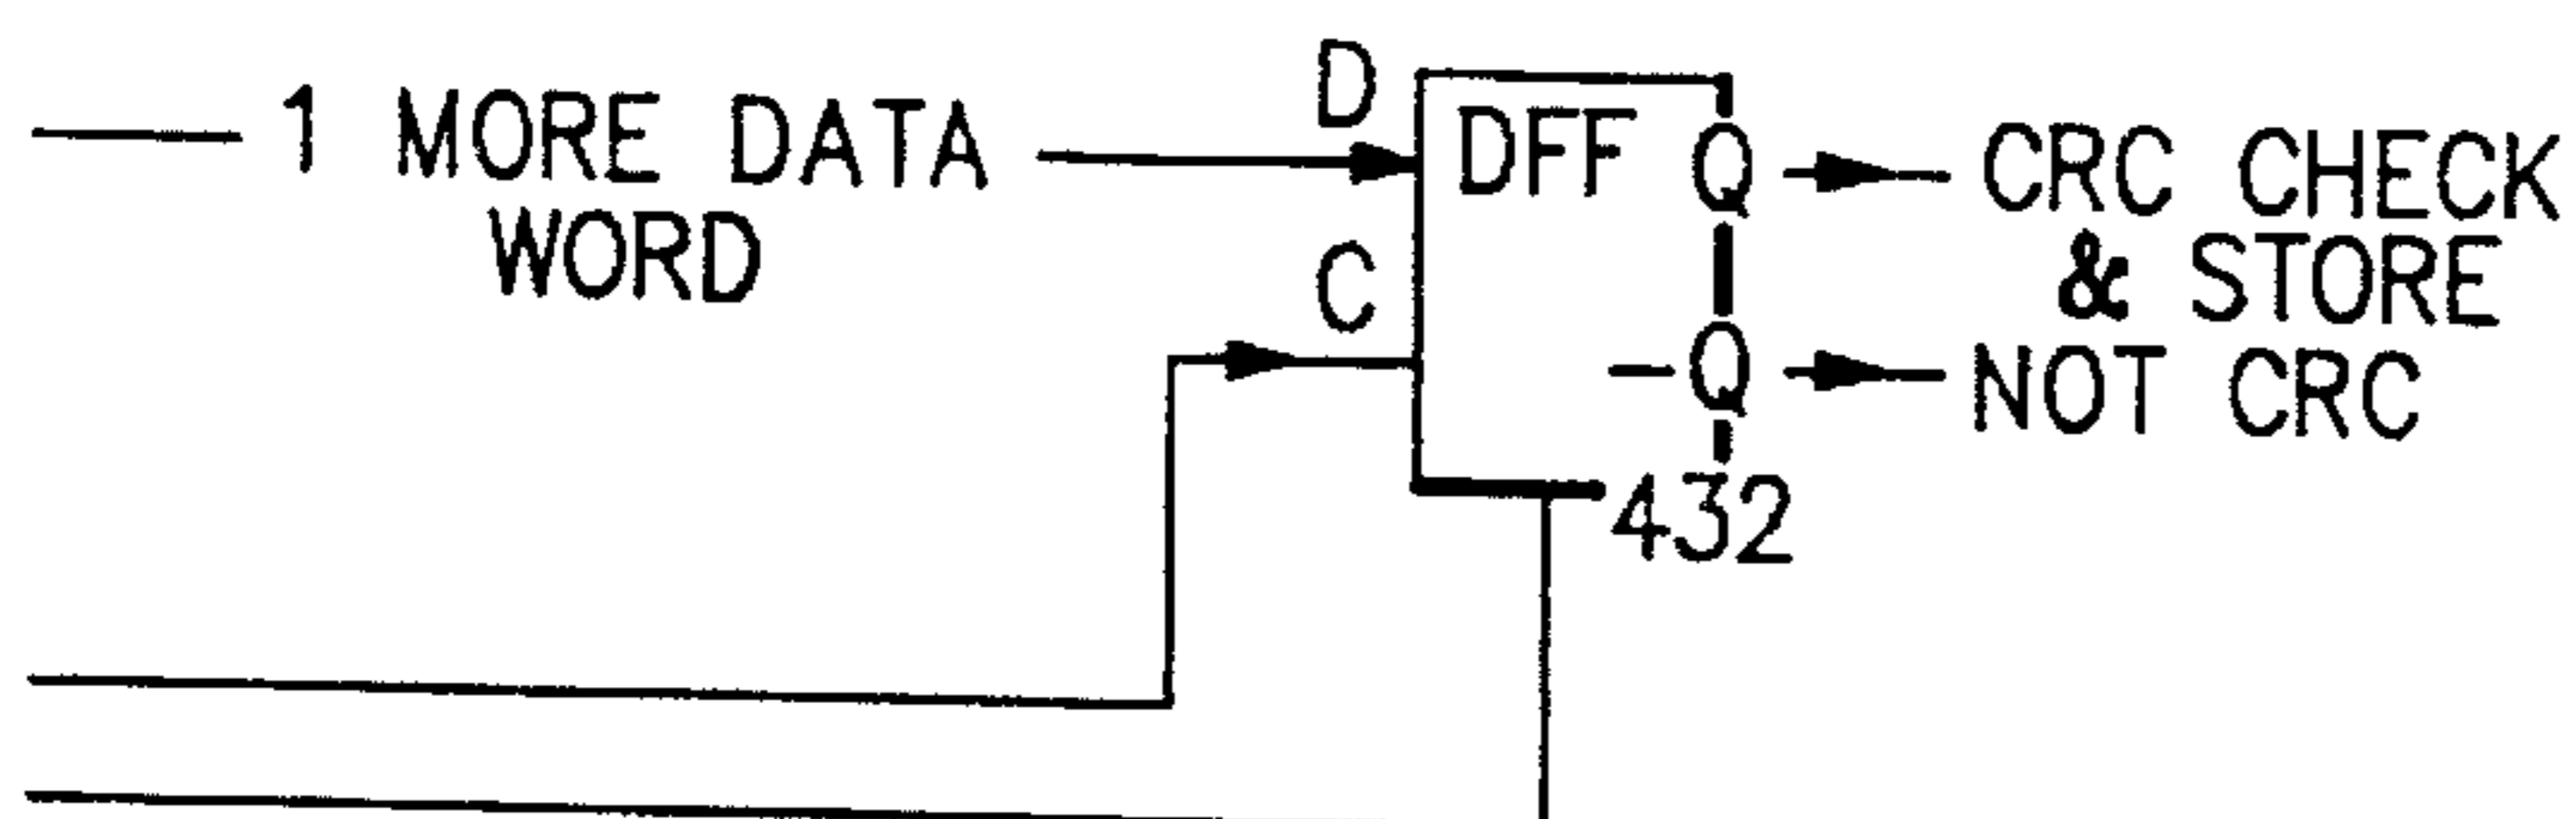 1 MORE DATA
WORD
D
C
DFF
Q
-Q
432
CRC CHECK
& STORE
NOT CRC